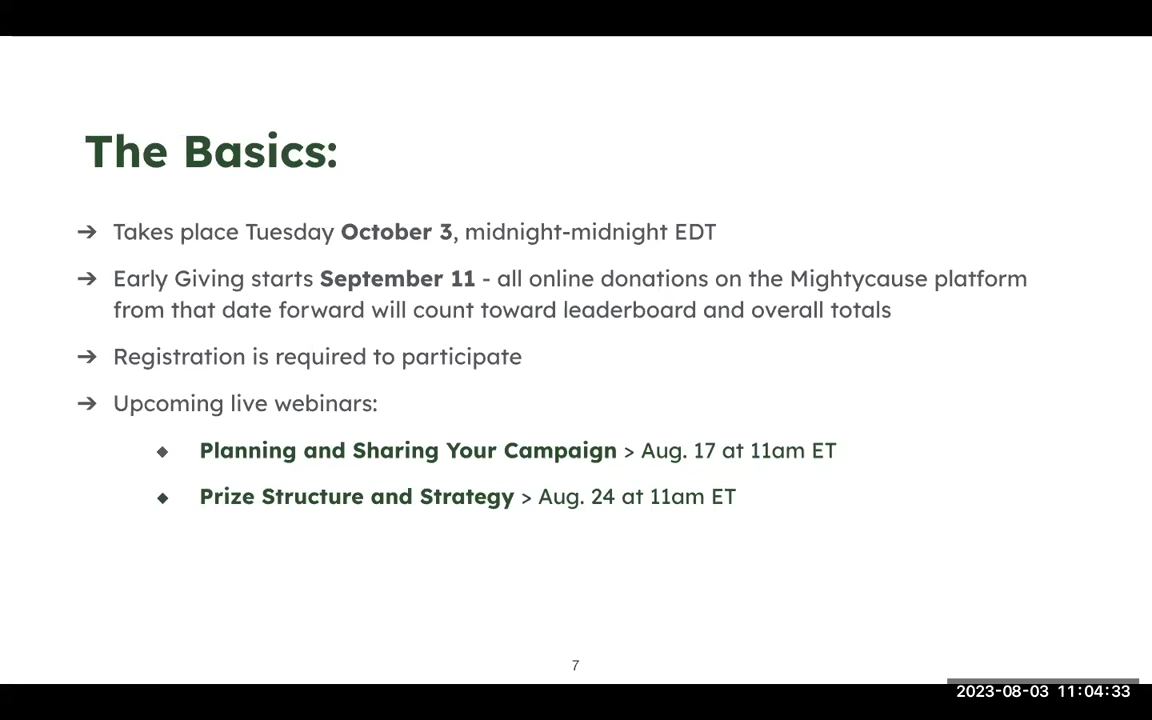 The Basics:
➔ Takes place Tuesday October 3, midnight-midnight EDT
➔ Early Giving starts September 11 - all online donations on the Mightycause platform
from that date forward will count toward leaderboard and overall totals
➔ Registration is required to participate
➔ Upcoming live webinars:
◆ Planning and Sharing Your Campaign > Aug. 17 at 11am ET
◆ Prize Structure and Strategy > Aug. 24 at 11am ET
7
2023-08-03 11:04:33